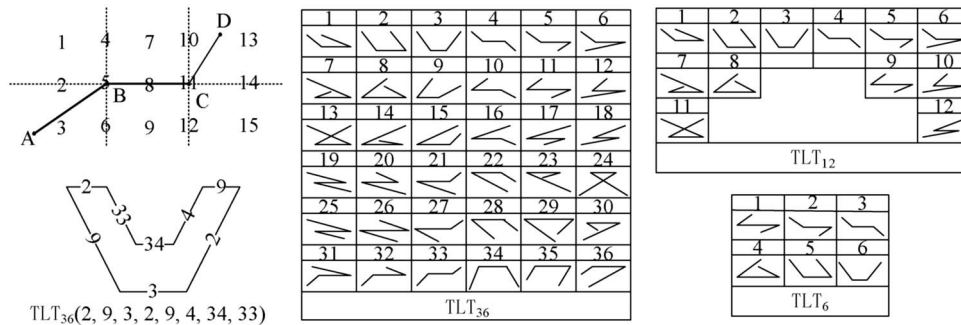 1 4 7 10 D 13
2 5 8 11 14
B C
A 3 6 9 12 15
2 9
33 4
34
9 2
3
TLT36(2, 9, 3, 2, 9, 4, 34, 33)
1 2 3 4 5 6
7 8 9 10 11 12
13 14 15 16 17 18
19 20 21 22 23 24
25 26 27 28 29 30
31 32 33 34 35 36
TLT36
1 2 3 4 5 6
7 8 9 10
11 12
TLT12
1 2 3
4 5 6
TLT6